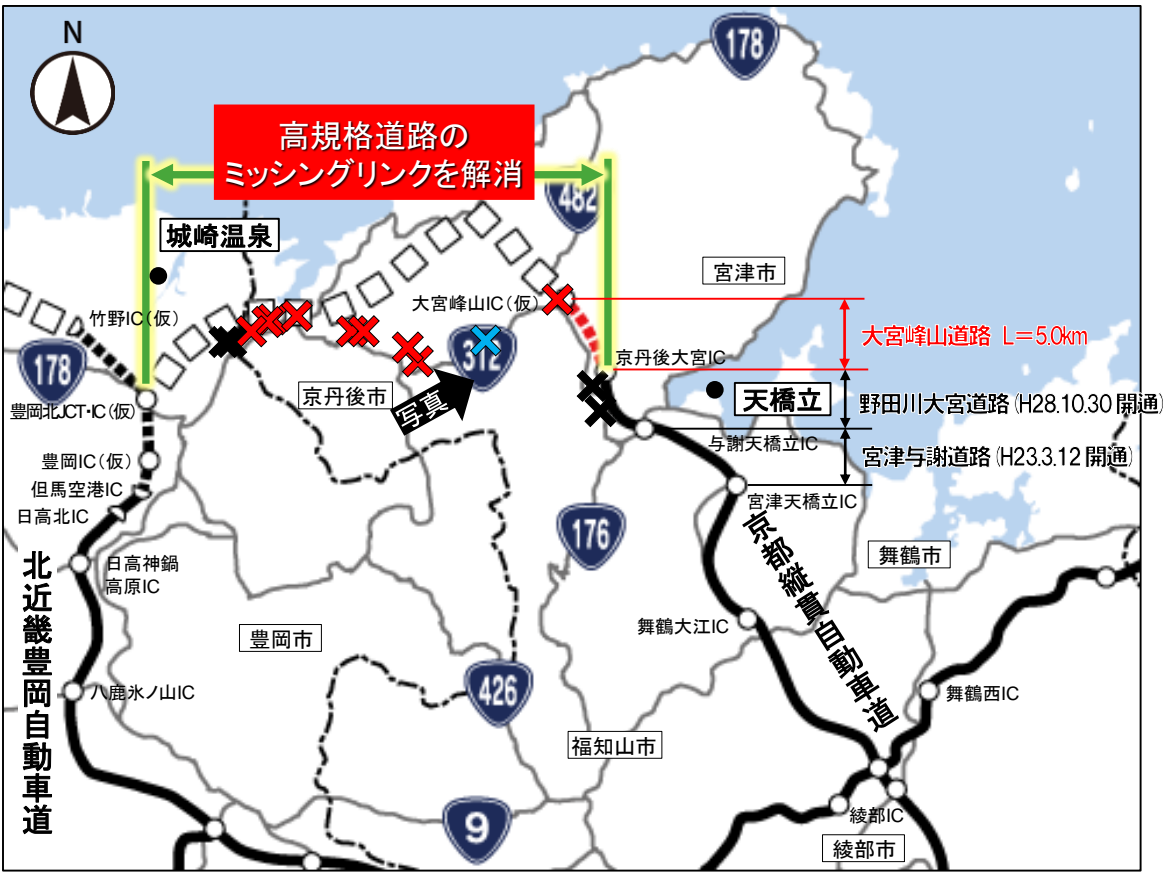 N
178
高規格道路の
ミッシングリンクを解消
482
城崎温泉
宮津市
大宮峰山IC(仮)
竹野IC(仮)
大宮峰山道路 L=5.0km
312
京丹後大宮IC
178
京丹後市
写真
天橋立
野田川大宮道路(H28.10.30開通)
豊岡北JCT・IC(仮)
与謝天橋立IC
宮津与謝道路(H23.3.12開通)
豊岡IC(仮)
但馬空港IC
宮津天橋立IC
日高北IC
176
京都縦貫自動車道
舞鶴市
日高神鍋
高原IC
北近畿豊岡自動車道
舞鶴大江IC
豊岡市
八鹿氷ノ山IC
426
舞鶴西IC
福知山市
9
綾部IC
綾部市